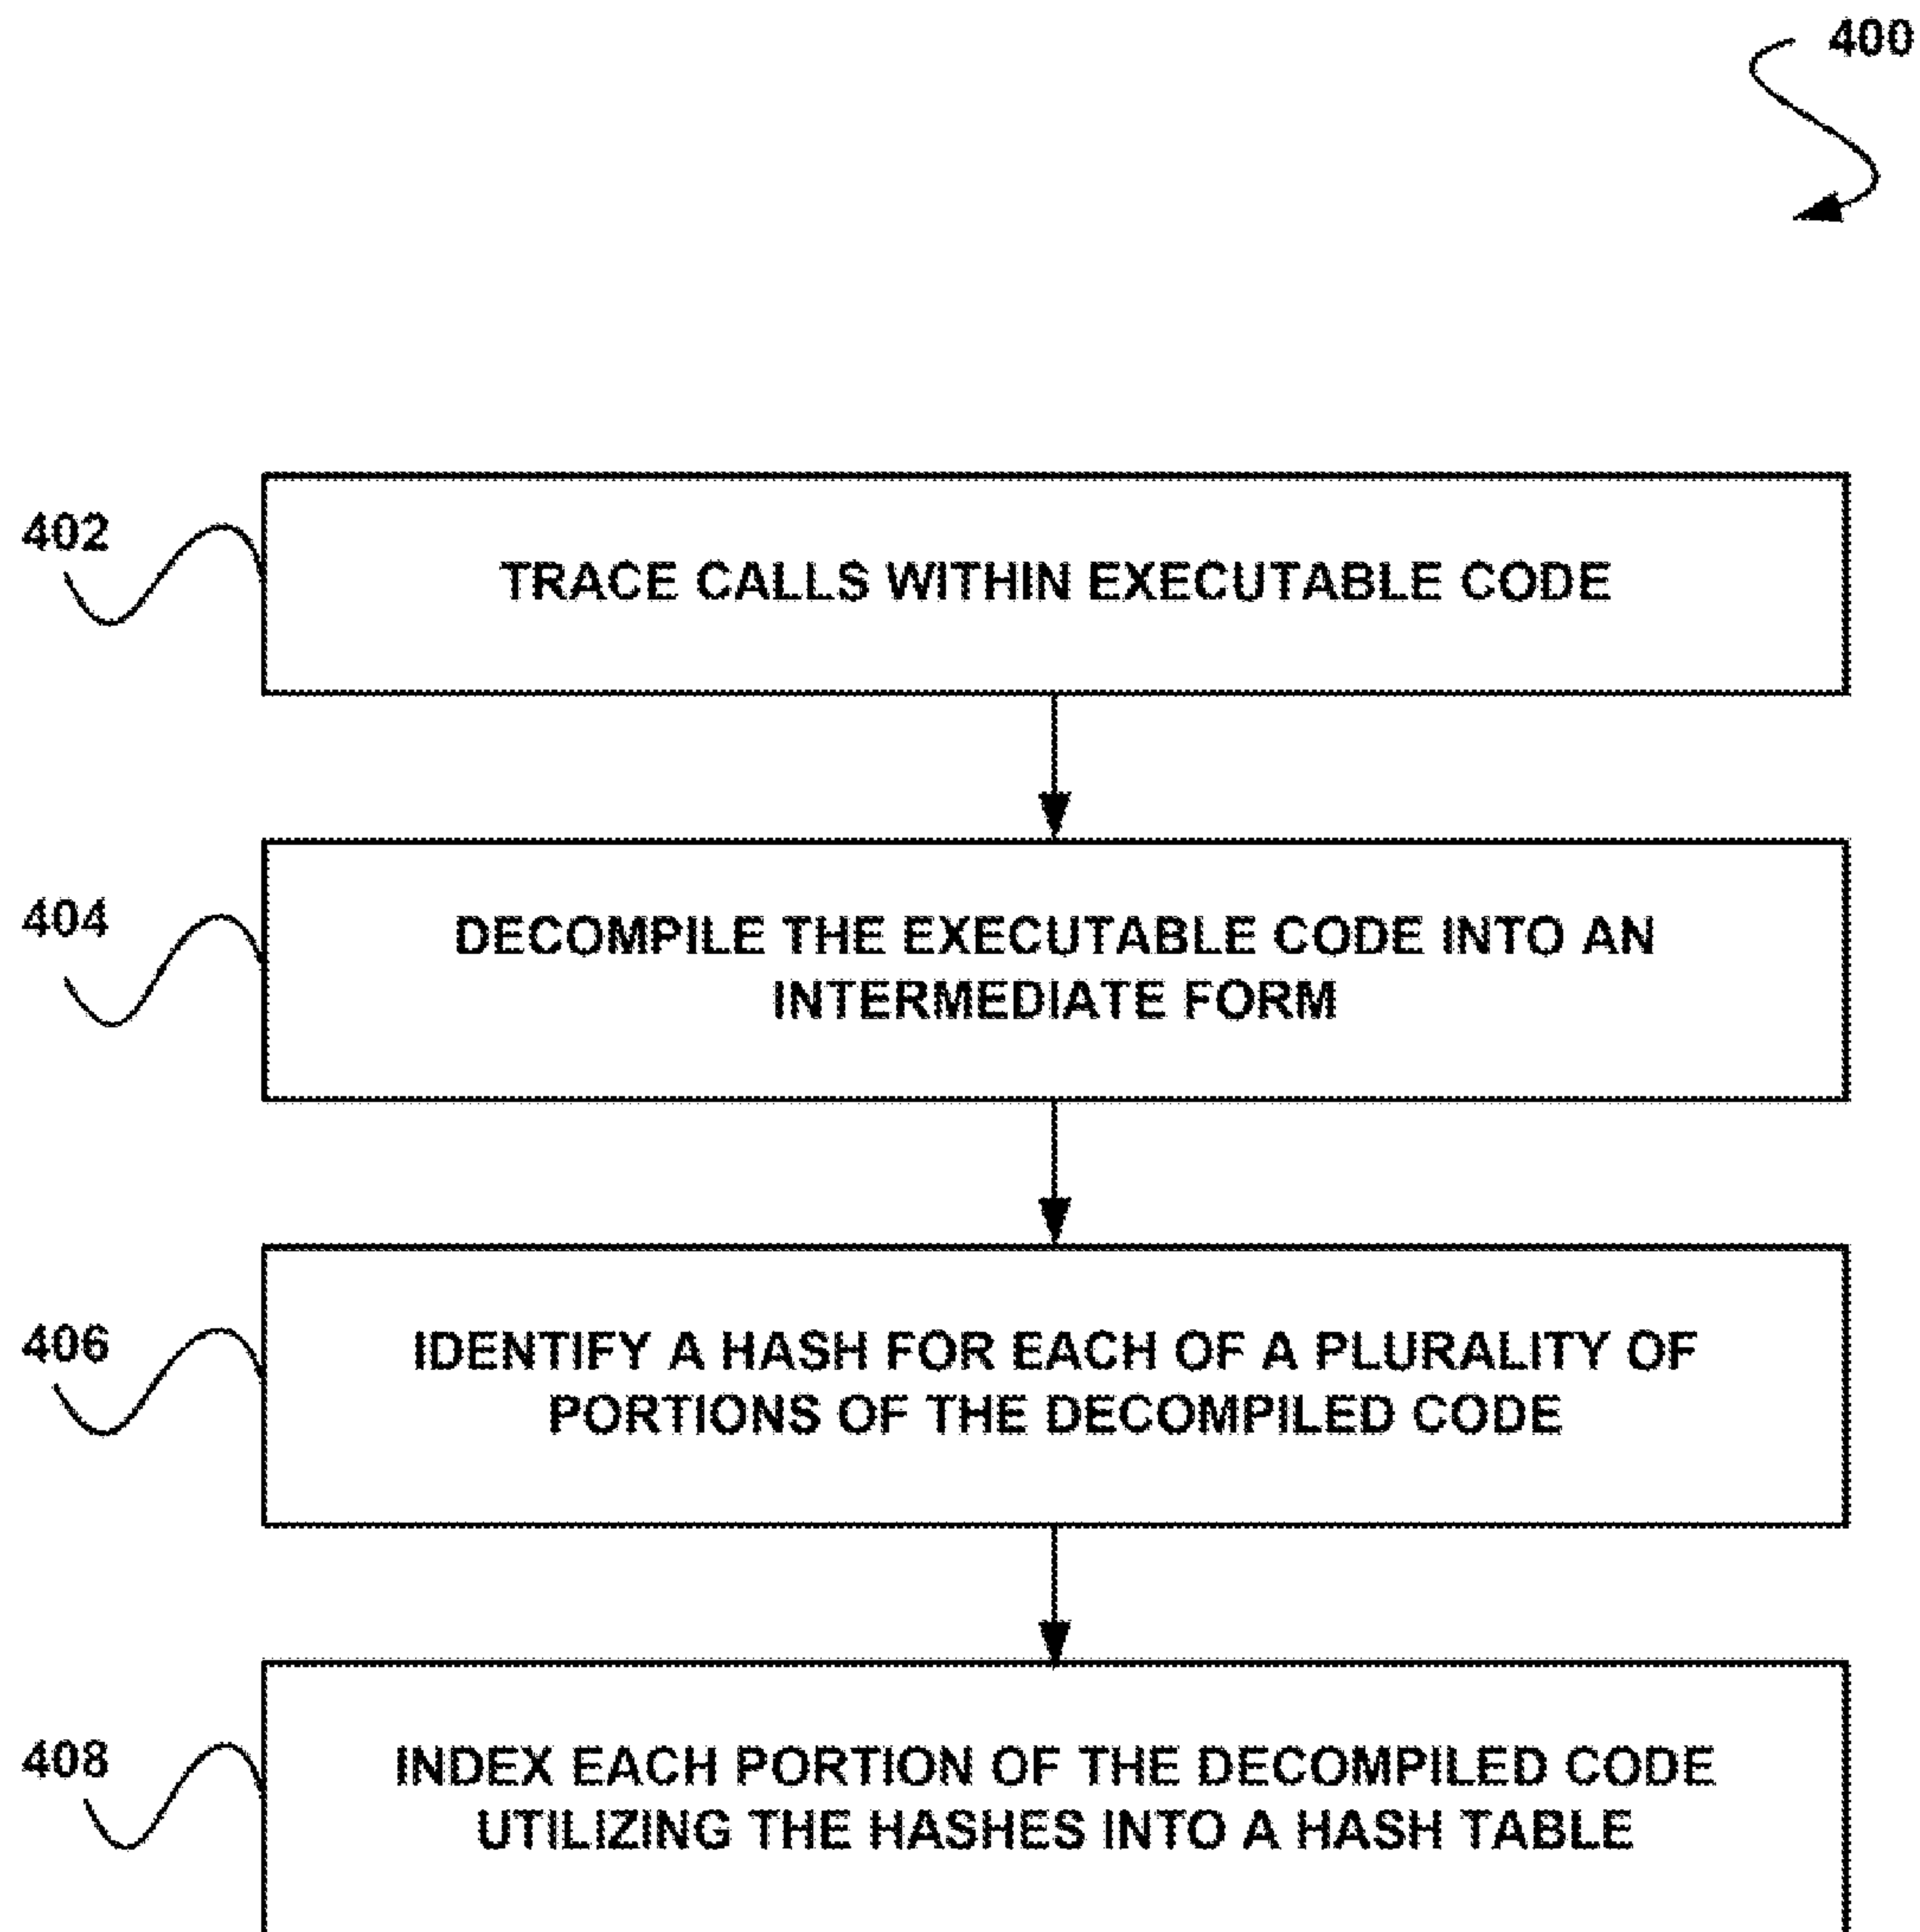 400
402
TRACE CALLS WITHIN EXECUTABLE CODE
404
DECOMPILE THE EXECUTABLE CODE INTO AN
INTERMEDIATE FORM
406
IDENTIFY A HASH FOR EACH OF A PLURALITY OF
PORTIONS OF THE DECOMPILED CODE
408
INDEX EACH PORTION OF THE DECOMPILED CODE
UTILIZING THE HASHES INTO A HASH TABLE